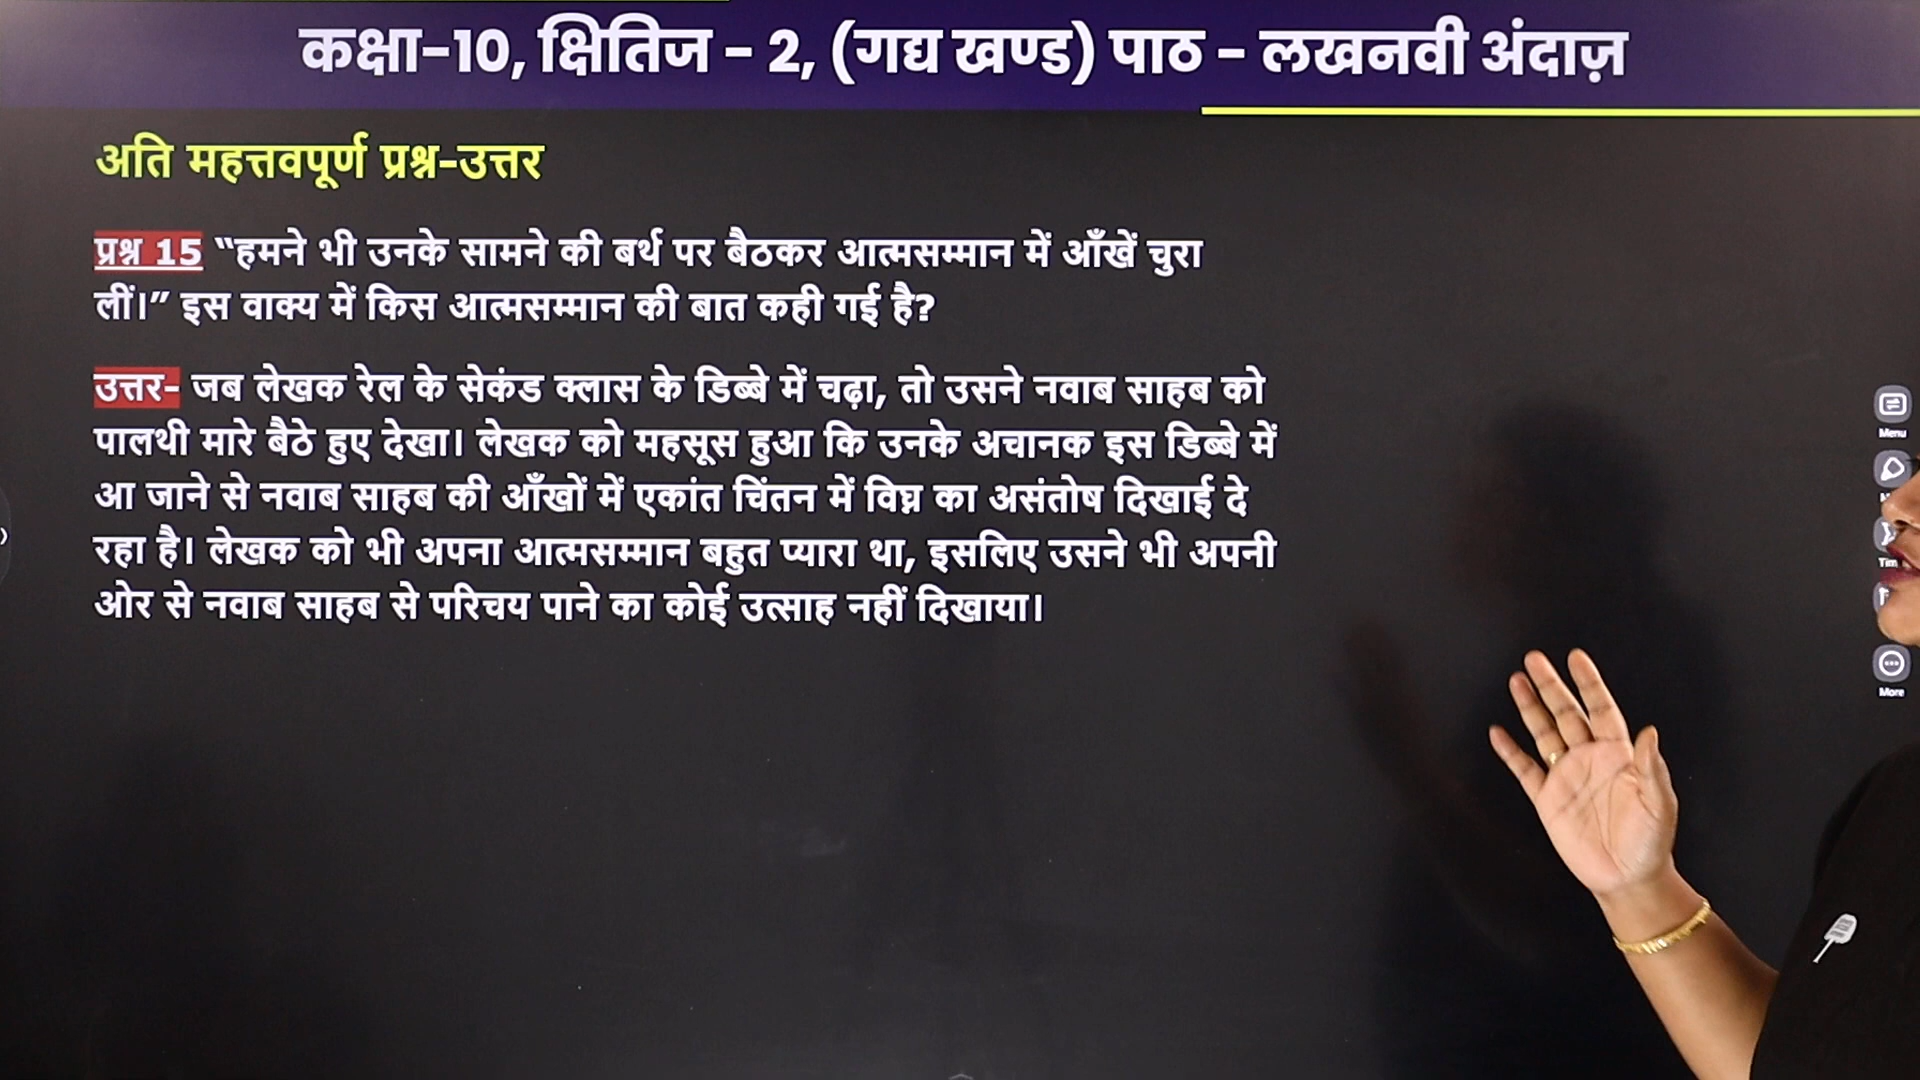 कक्षा-10, क्षितिज - 2, (गद्य खण्ड) पाठ - लखनवी अंदाज़
अति महत्तवपूर्ण प्रश्न-उत्तर
प्रश्न 15 “हमने भी उनके सामने की बर्थ पर बैठकर आत्मसम्मान में आँखें चुरा
लीं।” इस वाक्य में किस आत्मसम्मान की बात कही गई है?
उत्तर- जब लेखक रेल के सेकंड क्लास के डिब्बे में चढ़ा, तो उसने नवाब साहब को
पालथी मारे बैठे हुए देखा। लेखक को महसूस हुआ कि उनके अचानक इस डिब्बे में
आ जाने से नवाब साहब की आँखों में एकांत चिंतन में विघ्न का असंतोष दिखाई दे
रहा है। लेखक को भी अपना आत्मसम्मान बहुत प्यारा था, इसलिए उसने भी अपनी
ओर से नवाब साहब से परिचय पाने का कोई उत्साह नहीं दिखाया।
Menu
More